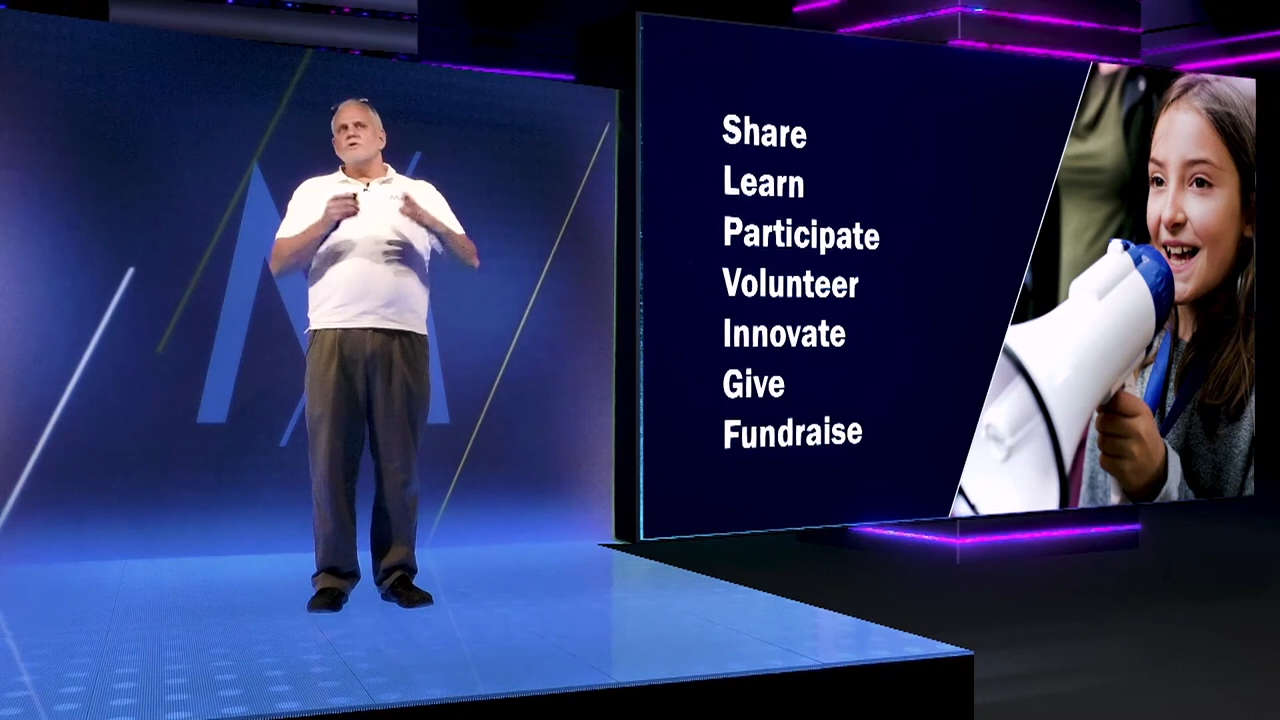 Share
Learn
Participate
Volunteer
Innovate
Give
Fundraise